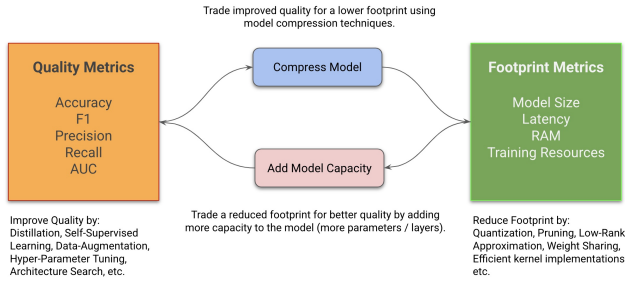 Trade improved quality for a lower footprint using
model compression techniques.
Quality Metrics
Accuracy
F1
Precision
Recall
AUC
Compress Model
Add Model Capacity
Footprint Metrics
Model Size
Latency
RAM
Training Resources
Improve Quality by:
Distillation, Self-Supervised
Learning, Data-Augmentation,
Hyper-Parameter Tuning,
Architecture Search, etc.
Trade a reduced footprint for better quality by adding
more capacity to the model (more parameters / layers).
Reduce Footprint by:
Quantization, Pruning, Low-Rank
Approximation, Weight Sharing,
Efficient kernel implementations
etc.